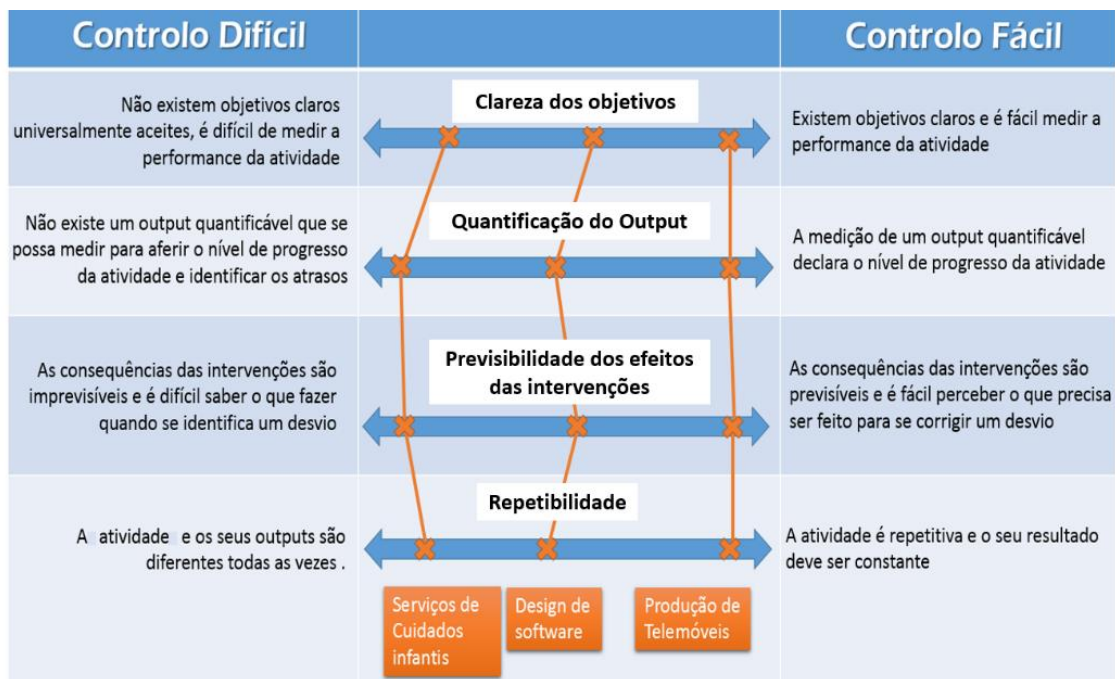 Controlo Difícil
Controlo Fácil
Clareza dos objetivos
Não existem objetivos claros
universalmente aceites, é difícil de medir a
performance da atividade
Existem objetivos claros e é fácil medir a
performance da atividade
Quantificação do Output
Não existe um output quantificável que se
possa medir para aferir o nível de progresso
da atividade e identificar os atrasos
A medição de um output quantificável
declara o nível de progresso da atividade
Previsibilidade dos efeitos
das intervenções
As consequências das intervenções são
imprevisíveis e é difícil saber o que fazer
quando se identifica um desvio
As consequências das intervenções são
previsíveis e é fácil perceber o que precisa
ser feito para se corrigir um desvio
Repetibilidade
A atividade e os seus outputs são
diferentes todas as vezes .
A atividade é repetitiva e o seu resultado
deve ser constante
Serviços de
Cuidados
infantis
Design de
software
Produção de
Telemóveis